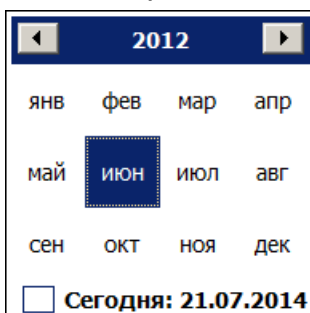 2012
янв фев мар апр
май июн июл авг
сен окт ноя дек
Сегодня: 21.07.2014